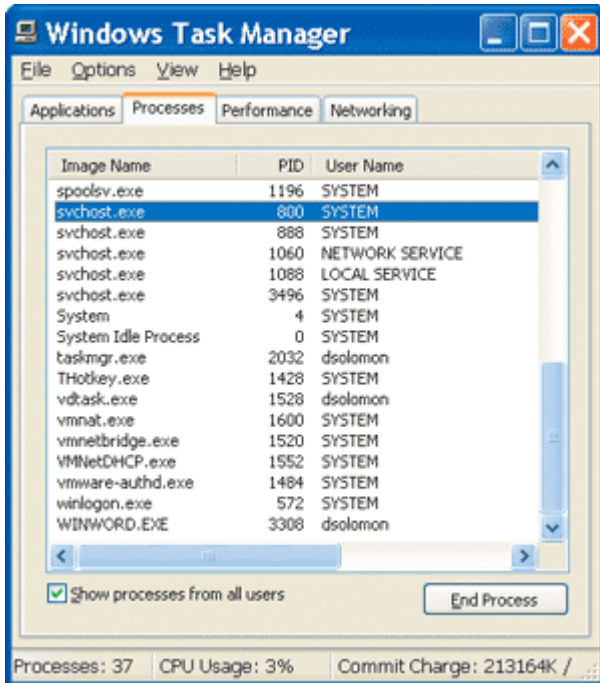 Windows Task Manager
File Options View Help
Applications Processes Performance Networking
Image Name PID User Name
spoolsv.exe 1196 SYSTEM
svchost.exe 800 SYSTEM
svchost.exe 888 SYSTEM
svchost.exe 1060 NETWORK SERVICE
svchost.exe 1088 LOCAL SERVICE
svchost.exe 3496 SYSTEM
System 4 SYSTEM
System Idle Process 0 SYSTEM
taskmgr.exe 2032 dsolomon
THotkey.exe 1428 SYSTEM
vdtask.exe 1528 dsolomon
vmnat.exe 1600 SYSTEM
vmnetbridge.exe 1520 SYSTEM
VMNetDHCP.exe 1552 SYSTEM
vmware-authd.exe 1484 SYSTEM
winlogon.exe 572 SYSTEM
WINWORD.EXE 3308 dsolomon
Show processes from all users End Process
Processes: 37 CPU Usage: 3% Commit Charge: 213164K /